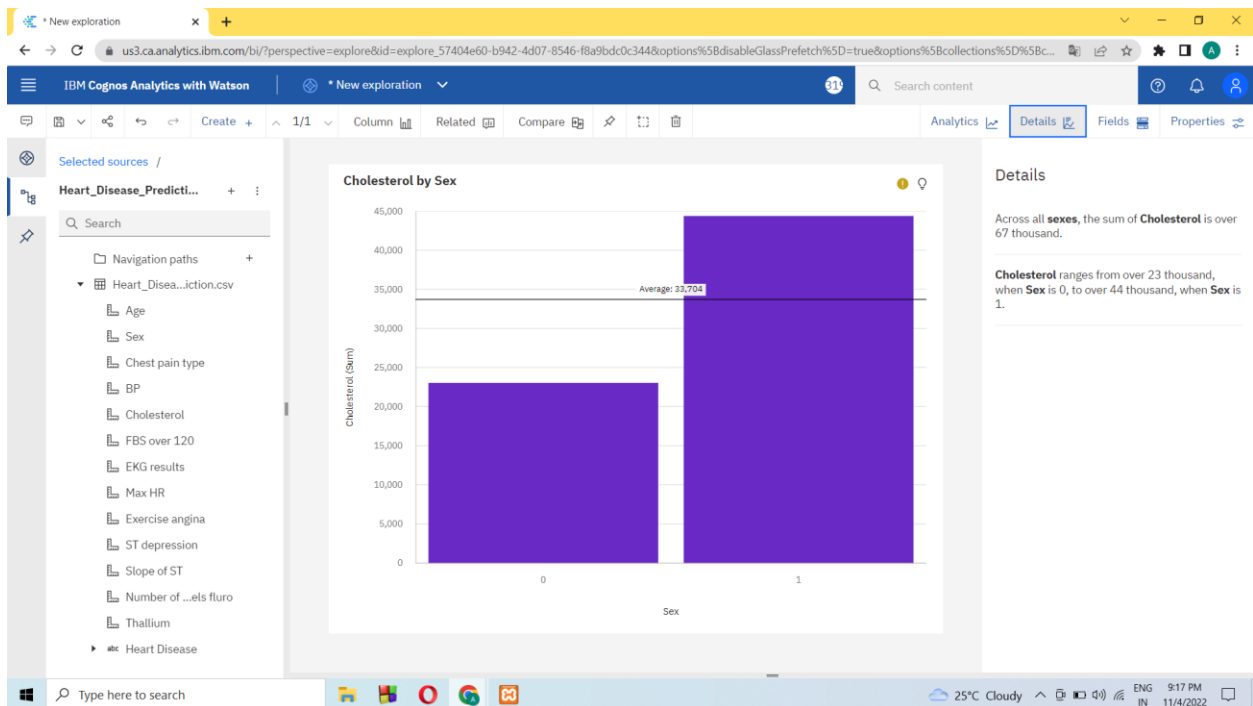 * New exploration
us3.ca.analytics.ibm.com/bi/?perspective=explore&id=explore_57404e60-b942-4d07-8546-f8a9bdc0c344&options%5BdisableGlassPrefetch%5D=true&options%5Bcollections%5D%5Bc...
A
IBM Cognos Analytics with Watson
* New exploration
Search content
Create +
1/1
Column
Related
Compare
Analytics
Details
Fields
Properties
Selected sources /
Heart_Disease_Predicti...
Search
Navigation paths
Heart_Disea...iction.csv
Age
Sex
Chest pain type
BP
Cholesterol
FBS over 120
EKG results
Max HR
Exercise angina
ST depression
Slope of ST
Number of ...els fluro
Thallium
abc Heart Disease
Cholesterol by Sex
45,000
40,000
35,000
30,000
25,000
20,000
15,000
10,000
5,000
0
Cholesterol (Sum)
Average: 33,704
0
1
Sex
Details
Across all sexes, the sum of Cholesterol is over
67 thousand.
Cholesterol ranges from over 23 thousand,
when Sex is 0, to over 44 thousand, when Sex is
1.
Type here to search
25°C Cloudy
ENG
IN
9:17 PM
11/4/2022